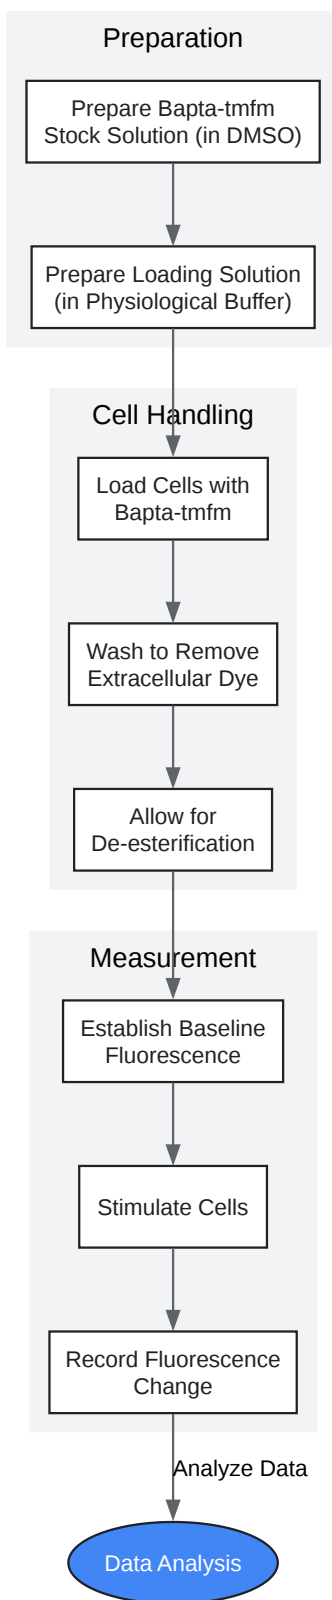 Preparation
Prepare Bapta-tmfm
Stock Solution (in DMSO)
Prepare Loading Solution
(in Physiological Buffer)
Cell Handling
Load Cells with
Bapta-tmfm
Wash to Remove
Extracellular Dye
Allow for
De-esterification
Measurement
Establish Baseline
Fluorescence
Stimulate Cells
Record Fluorescence
Change
Analyze Data
Data Analysis